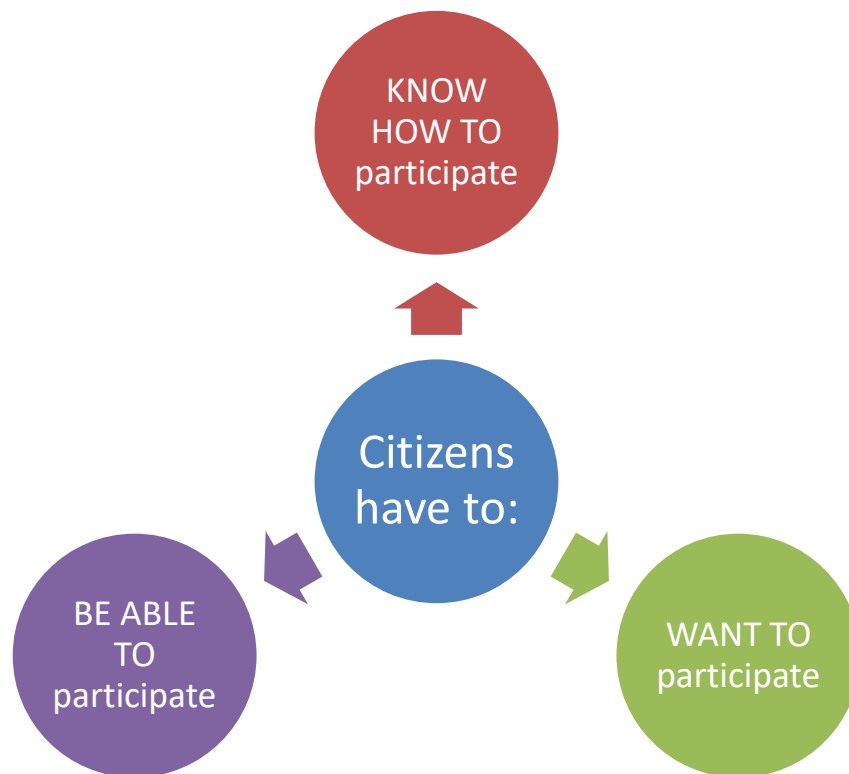 KNOW
HOW TO
participate
Citizens
have to:
BE ABLE
TO
participate
WANT TO
participate